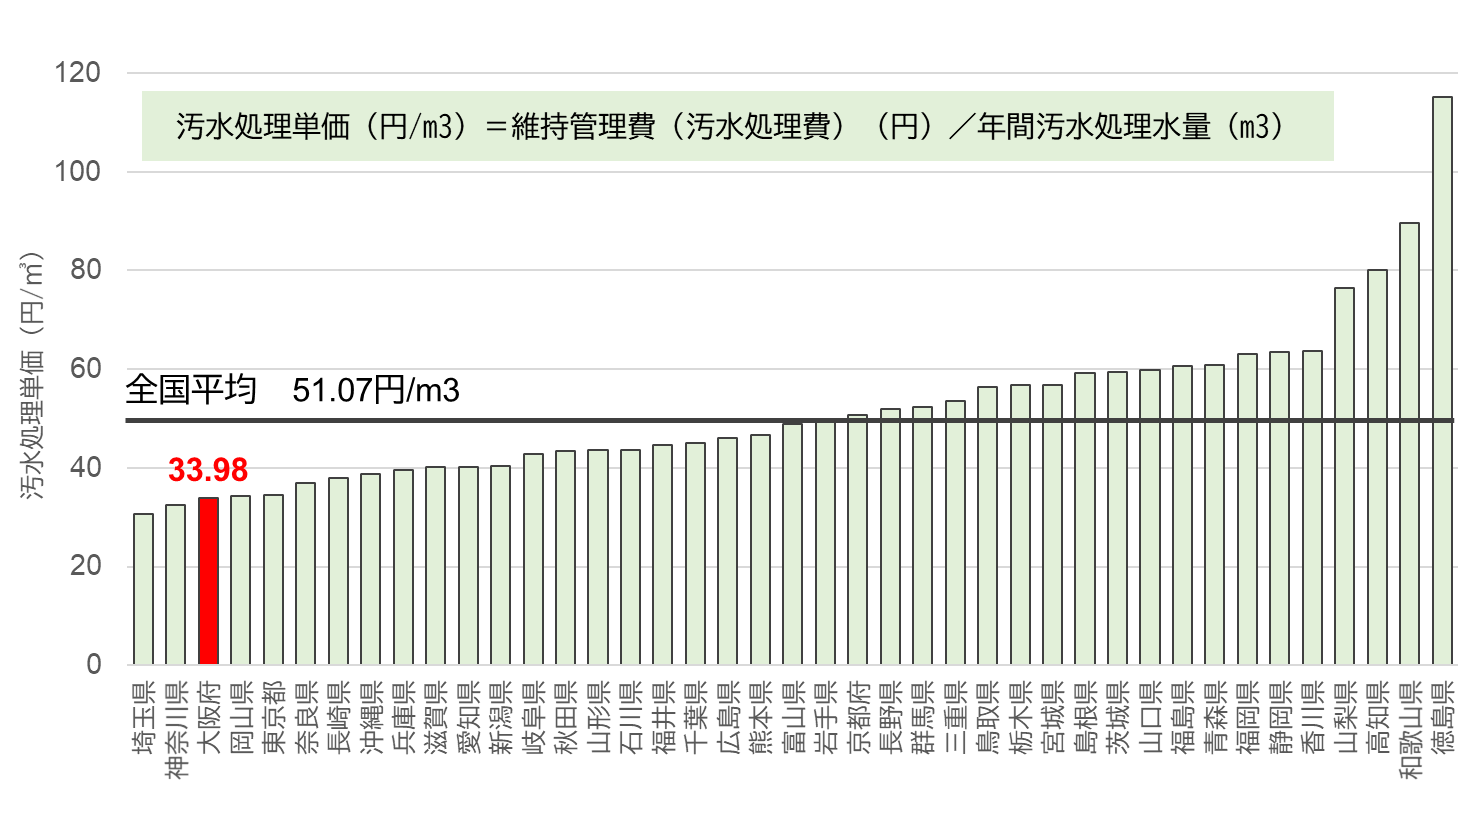 汚水処理単価（円/m3）＝維持管理費（汚水処理費）（円）／年間汚水処理水量（m3）
汚水処理単価（円/㎥）
120
100
80
60
40
20
0
全国平均　51.07円/m3
33.98
埼玉県
神奈川県
大阪府
岡山県
東京都
奈良県
長崎県
沖縄県
兵庫県
滋賀県
愛知県
新潟県
岐阜県
秋田県
山形県
石川県
福井県
千葉県
広島県
熊本県
富山県
岩手県
京都府
長野県
群馬県
三重県
鳥取県
栃木県
宮城県
島根県
茨城県
山口県
福島県
青森県
福岡県
静岡県
香川県
山梨県
高知県
和歌山県
徳島県